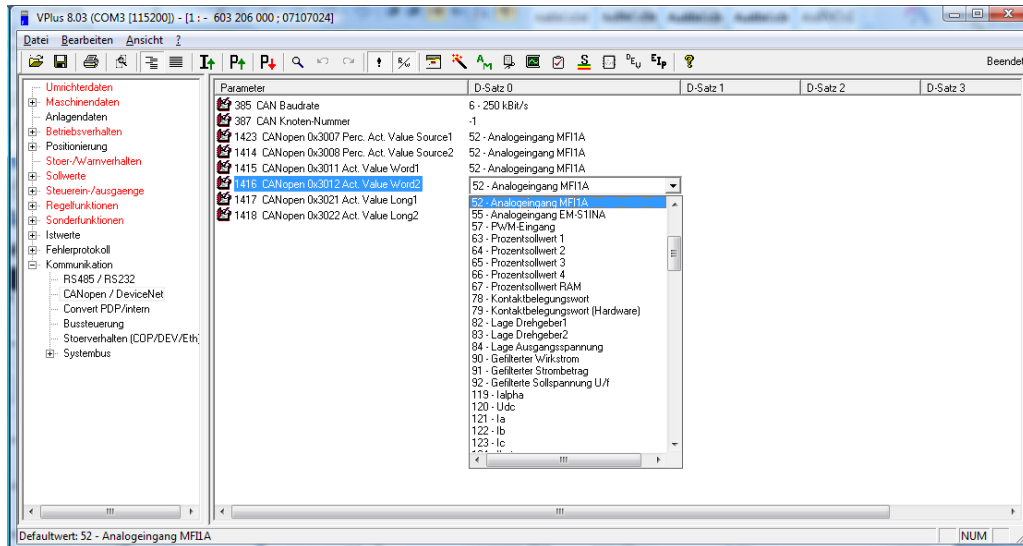 VPlus 8.03 (COM3 [115200]) - [1 : - 603 206 000 ; 07107024]
Datei Bearbeiten Ansicht ?
Beendet
Umrichterdaten
Maschinendaten
Anlagendaten
Betriebsverhalten
Positionierung
Stoer-/Warnverhalten
Sollwerte
Steuerein-/ausgaenge
Regelfunktionen
Sonderfunktionen
Istwerte
Fehlerprotokoll
Kommunikation
RS485 / RS232
CANopen / DeviceNet
Convert PDP/intern
Bussteuerung
Stoerverhalten (COP/DEV/Eth)
Systembus
Parameter D-Satz 0 D-Satz 1 D-Satz 2 D-Satz 3
385 CAN Baudrate 6 - 250 kBit/s
387 CAN Knoten-Nummer -1
1423 CANopen 0x3007 Perc. Act. Value Source1 52 - Analogeingang MFI1A
1414 CANopen 0x3008 Perc. Act. Value Source2 52 - Analogeingang MFI1A
1415 CANopen 0x3011 Act. Value Word1 52 - Analogeingang MFI1A
1416 CANopen 0x3012 Act. Value Word2 52 - Analogeingang MFI1A
1417 CANopen 0x3021 Act. Value Long1
1418 CANopen 0x3022 Act. Value Long2
52 - Analogeingang MFI1A
55 - Analogeingang EM-S1INA
57 - PWM-Eingang
63 - Prozentsollwert 1
64 - Prozentsollwert 2
65 - Prozentsollwert 3
66 - Prozentsollwert 4
67 - Prozentsollwert RAM
78 - Kontaktbelegungswort
79 - Kontaktbelegungswort (Hardware)
82 - Lage Drehgeber1
83 - Lage Drehgeber2
84 - Lage Ausgangsspannung
90 - Gefilterter Wirkstrom
91 - Gefilterter Strombetrag
92 - Gefilterte Sollspannung U/f
119 - Ialpha
120 - Udc
121 - Ia
122 - Ib
123 - Ic
Defaultwert: 52 - Analogeingang MFI1A NUM